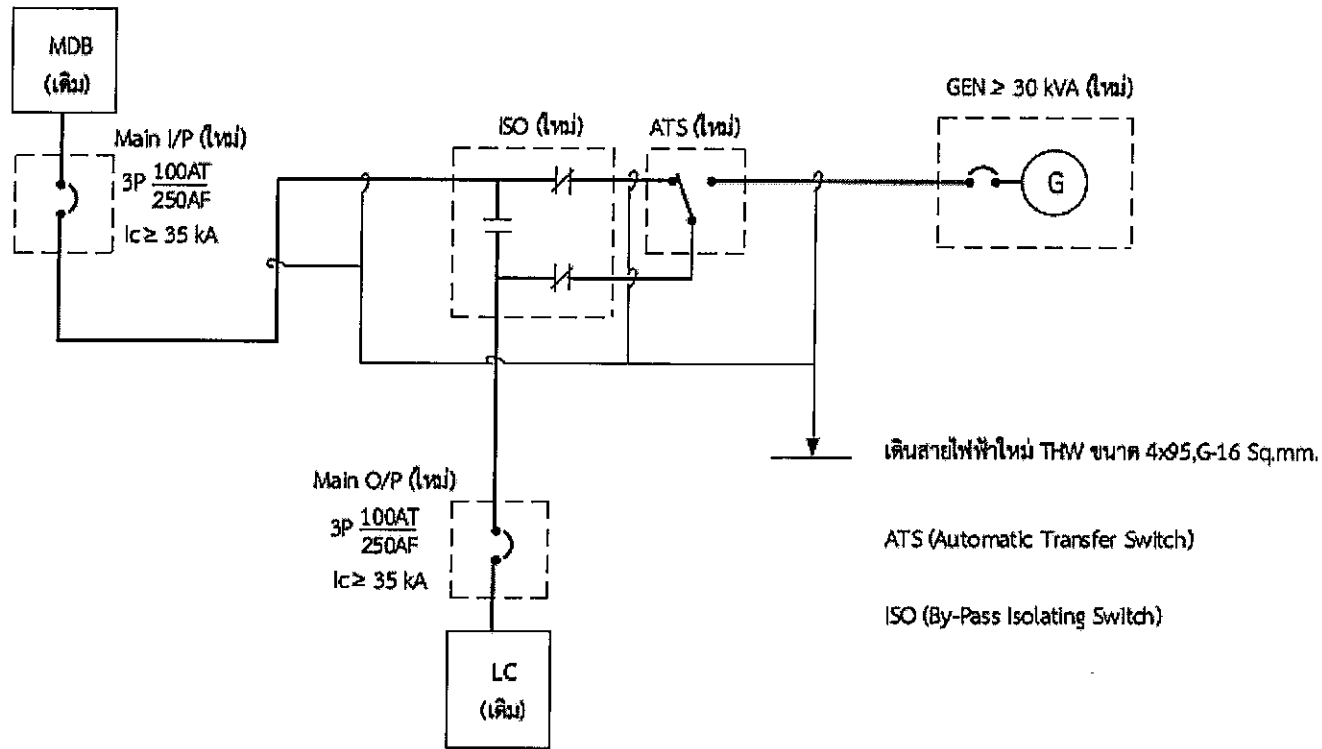 MDB
(เดิม)
Main I/P (ใหม่)
3P 100AT
250AF
Ic ≥ 35 kA
ISO (ใหม่)
ATS (ใหม่)
GEN ≥ 30 kVA (ใหม่)
G
เดินสายไฟฟ้าใหม่ THW ขนาด 4x95,G-16 Sq.mm.
Main O/P (ใหม่)
3P 100AT
250AF
Ic ≥ 35 kA
ATS (Automatic Transfer Switch)
ISO (By-Pass Isolating Switch)
LC
(เดิม)